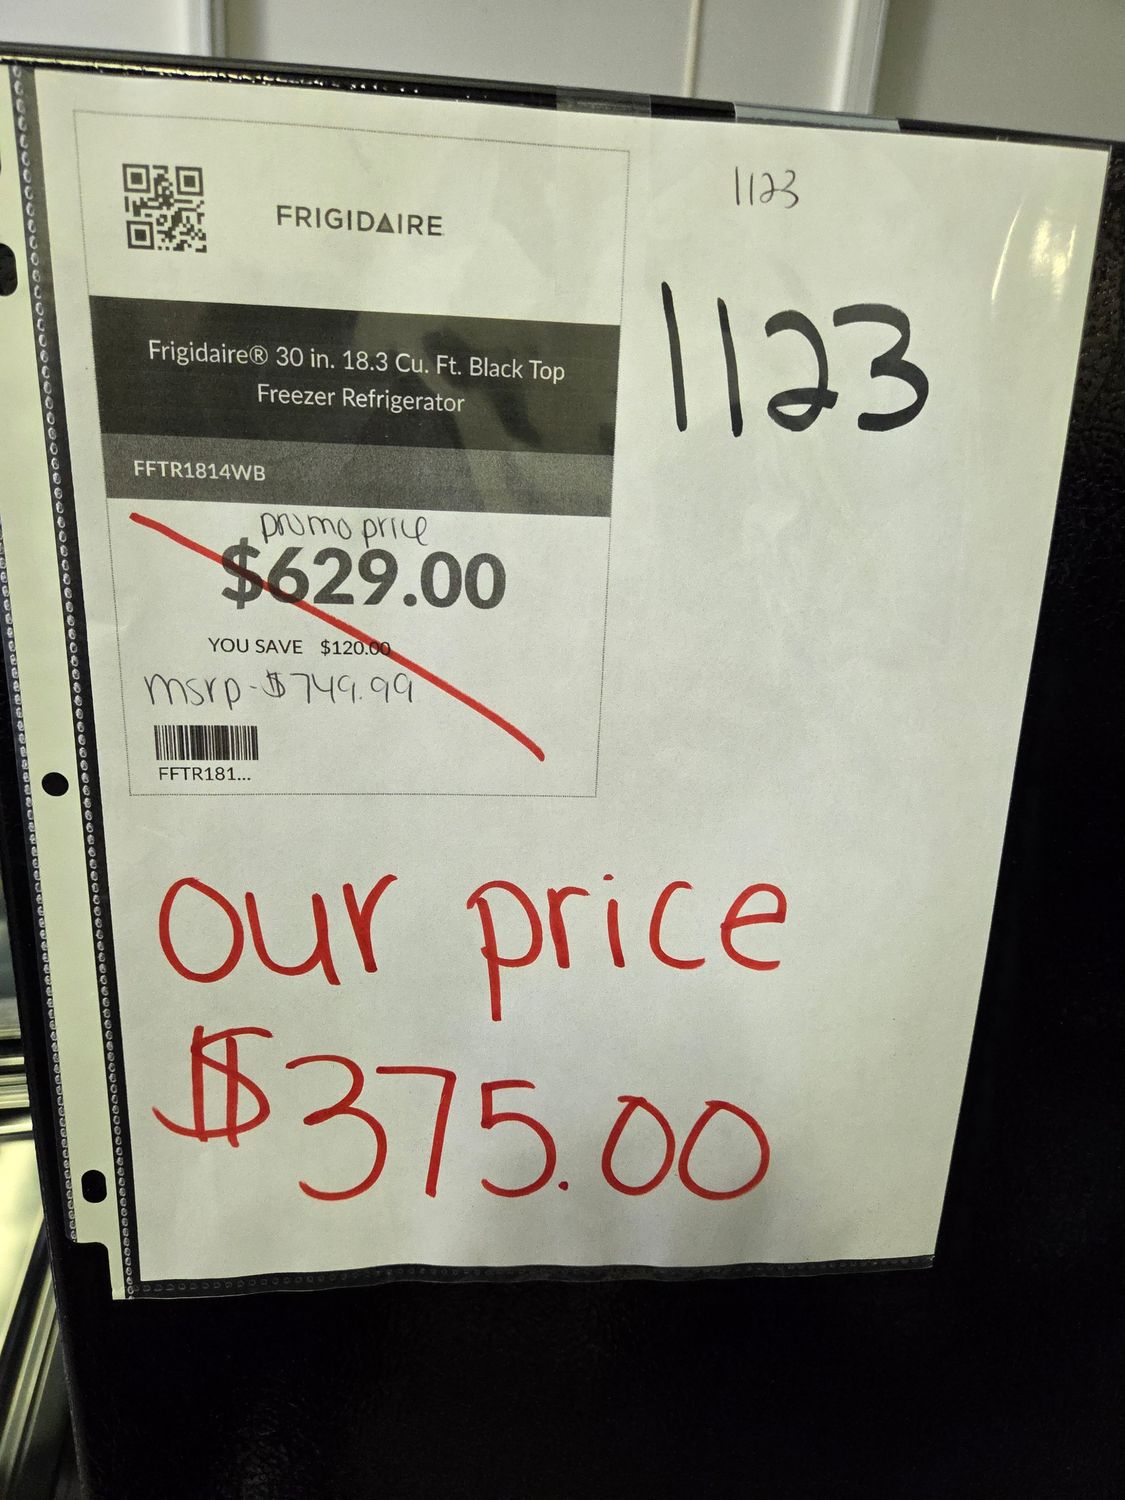 FRIGIDAIRE
Frigidaire® 30 in. 18.3 Cu. Ft. Black Top
Freezer Refrigerator
FFTR1814WB
promo price
$629.00
YOU SAVE $120.00
msrp-$749.99
FFTR181...
1123
1123
our price
$375.00